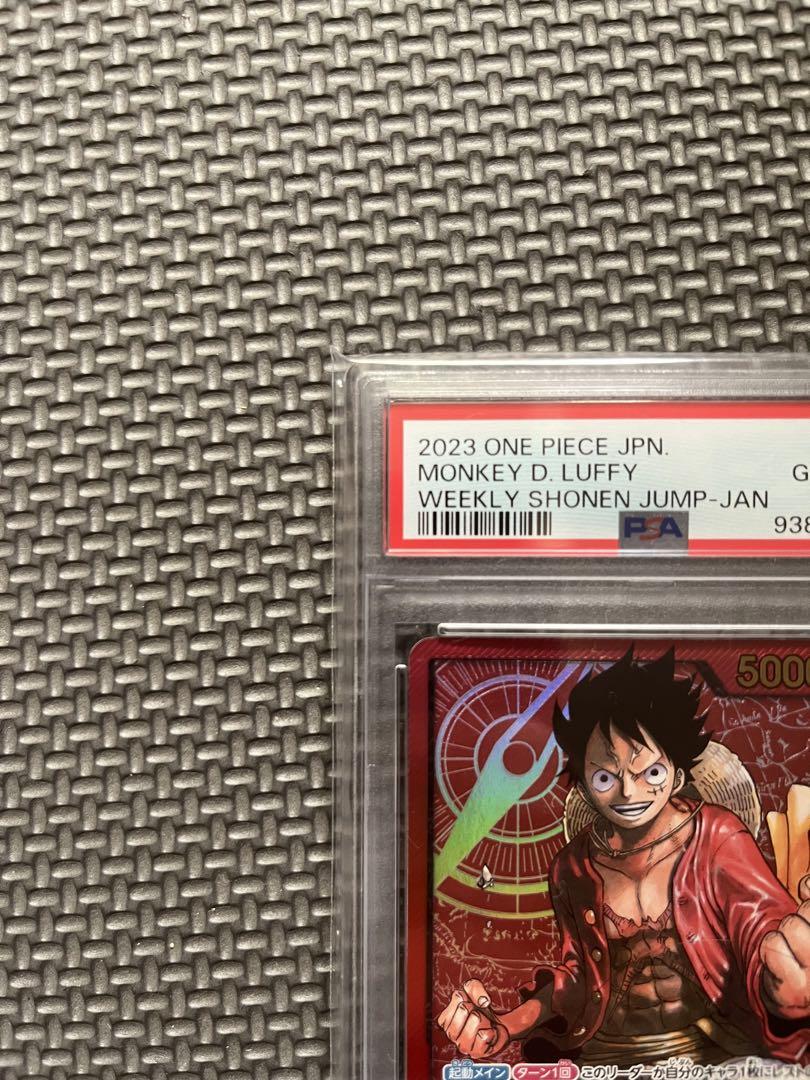 2023 ONE PIECE JPN.
MONKEY D. LUFFY G
WEEKLY SHONEN JUMP-JAN
PSA 938
5000
起動メイン ターン1回 このリーダーか自分のキャラ1枚にレスト